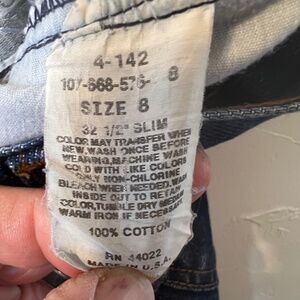 4-142
107-668-576- 8
SIZE 8
32 1/2" SLIM
COLOR MAY TRANSFER WHEN
NEW. WASH ONCE BEFORE
WEARING. MACHINE WASH
COLD WITH LIKE COLORS
ONLY NON-CHLORINE
BLEACH WHEN NEEDED. WASH
INSIDE OUT TO RETAIN
COLOR. TUMBLE DRY MEDIUM
WARM IRON IF NECESSARY
100% COTTON
RN 44022
MADE IN U.S.A.